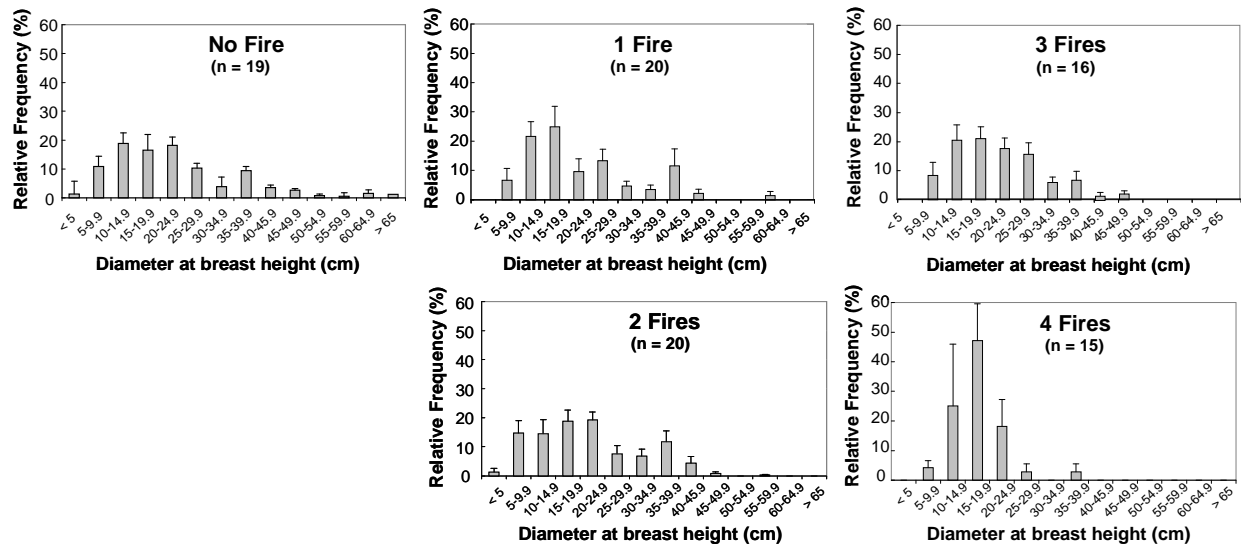 Relative Frequency (%)
60
50
40
30
20
10
0
No Fire
(n = 19)
< 5 5-9.9 10-14.9 15-19.9 20-24.9 25-29.9 30-34.9 35-39.9 40-45.9 45-49.9 50-54.9 55-59.9 60-64.9 > 65
Diameter at breast height (cm)
Relative Frequency (%)
60
50
40
30
20
10
0
1 Fire
(n = 20)
< 5 5-9.9 10-14.9 15-19.9 20-24.9 25-29.9 30-34.9 35-39.9 40-45.9 45-49.9 50-54.9 55-59.9 60-64.9 > 65
Diameter at breast height (cm)
Relative Frequency (%)
60
50
40
30
20
10
0
3 Fires
(n = 16)
< 5 5-9.9 10-14.9 15-19.9 20-24.9 25-29.9 30-34.9 35-39.9 40-45.9 45-49.9 50-54.9 55-59.9 60-64.9 > 65
Diameter at breast height (cm)
Relative Frequency (%)
60
50
40
30
20
10
0
2 Fires
(n = 20)
< 5 5-9.9 10-14.9 15-19.9 20-24.9 25-29.9 30-34.9 35-39.9 40-45.9 45-49.9 50-54.9 55-59.9 60-64.9 > 65
Diameter at breast height (cm)
Relative Frequency (%)
60
50
40
30
20
10
0
4 Fires
(n = 15)
< 5 5-9.9 10-14.9 15-19.9 20-24.9 25-29.9 30-34.9 35-39.9 40-45.9 45-49.9 50-54.9 55-59.9 60-64.9 > 65
Diameter at breast height (cm)